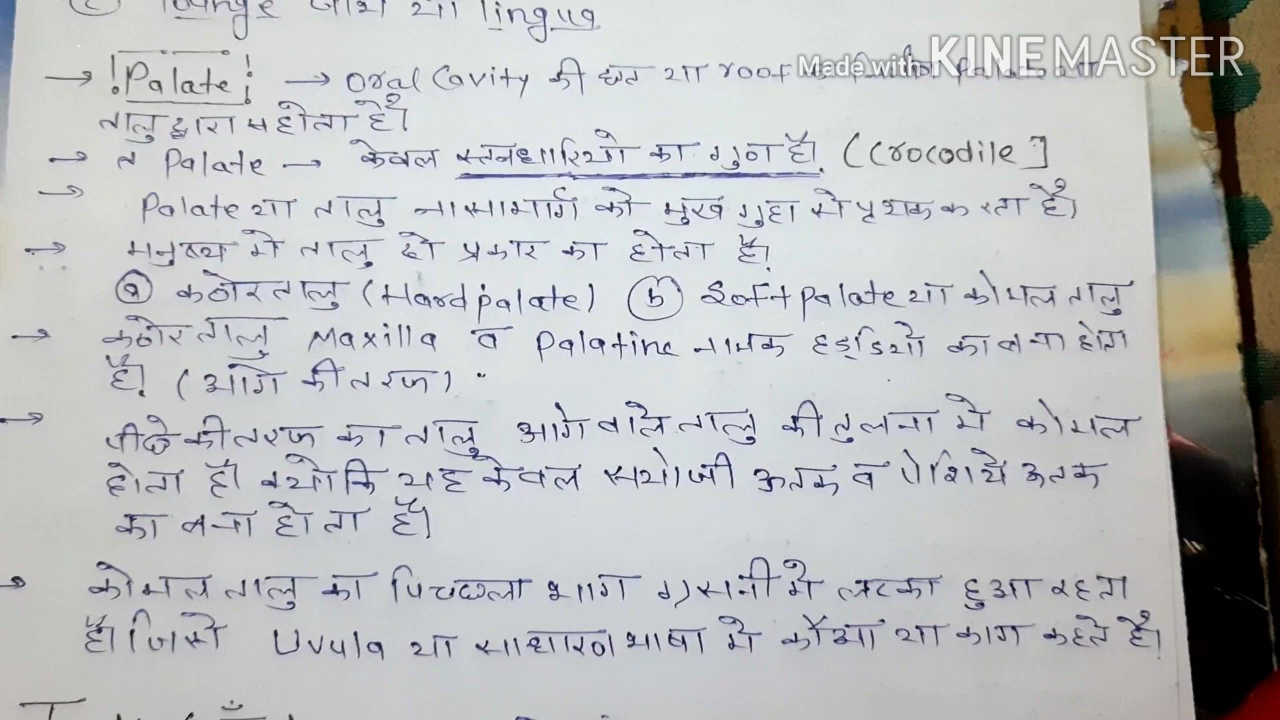 जीभ या lingua
→ Palate → Oral Cavity की छत या roof
तालु द्वारा होता है।
→ Palate → केवल स्तनधारियो का गुण है। (Crocodile]
→ Palate या तालु नासामार्ग को मुख गुहा से पृथक करता है।
→ मनुष्य मे तालु दो प्रकार का होता है।
(a) कठोर तालु (Hard palate) (b) Soft palate या कोमल तालु
→ कठोर तालु Maxilla व Palatine नामक हड्डियो का बना होता
है। (आगे की तरफ)
→ पीछे की तरफ का तालु आगे वाले तालु की तुलना मे कोमल
होता है। क्योकि यह केवल सयोजी ऊतक व पेशिये ऊतक
का बना होता है।
→ कोमल तालु का पिच्छला भाग ग्रसनी मे लटका हुआ रहता
है। जिसे Uvula या साधारण भाषा मे कौआ या काग कहते है।
Made with KINEMASTER